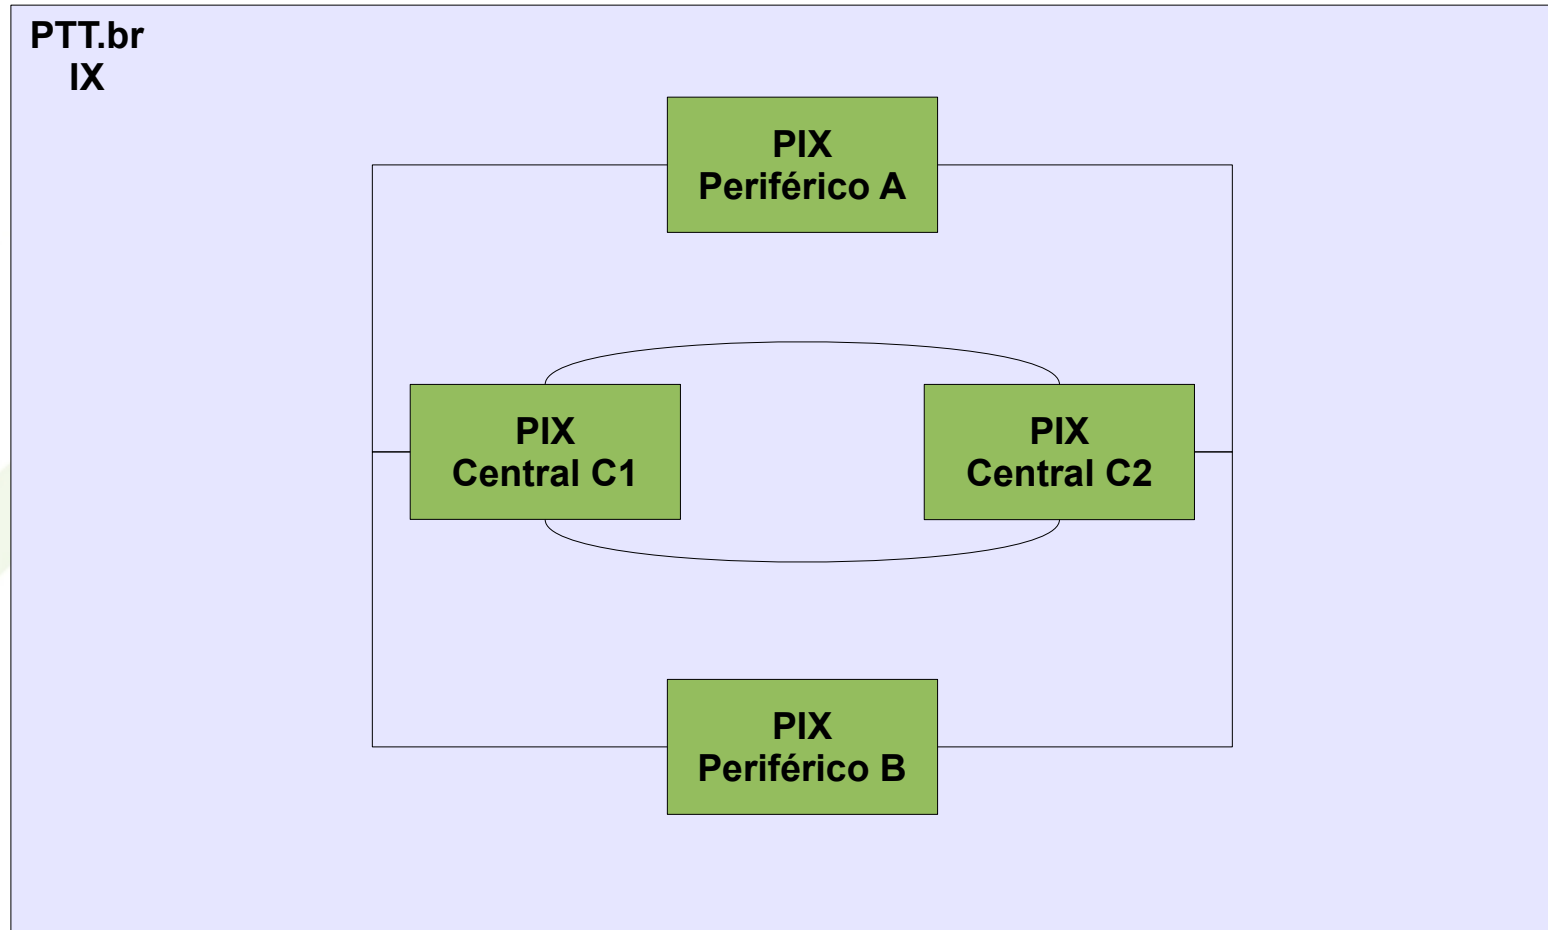 PTT.br
IX
PIX
Periférico A
PIX
Central C1
PIX
Central C2
PIX
Periférico B